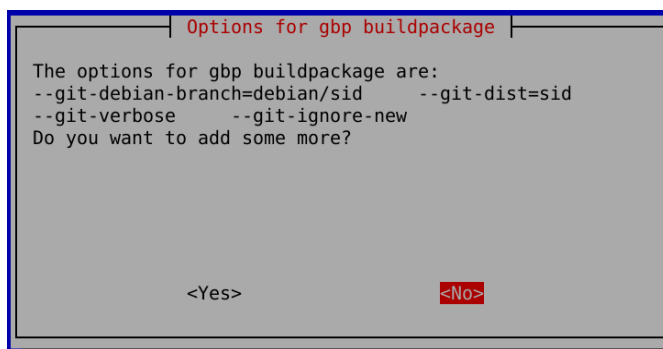 Options for gbp buildpackage
The options for gbp buildpackage are:
--git-debian-branch=debian/sid     --git-dist=sid
--git-verbose     --git-ignore-new
Do you want to add some more?
<Yes> <No>